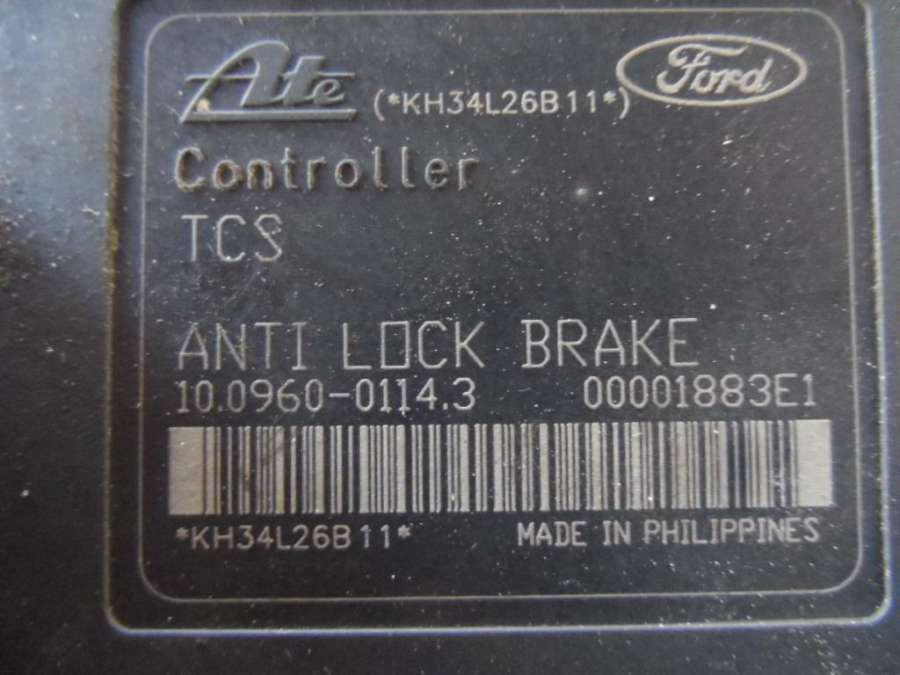 Ate (*KH34L26B11*) Ford
Controller
TCS
ANTI LOCK BRAKE
10.0960-0114.3 00001883E1
*KH34L26B11* MADE IN PHILIPPINES